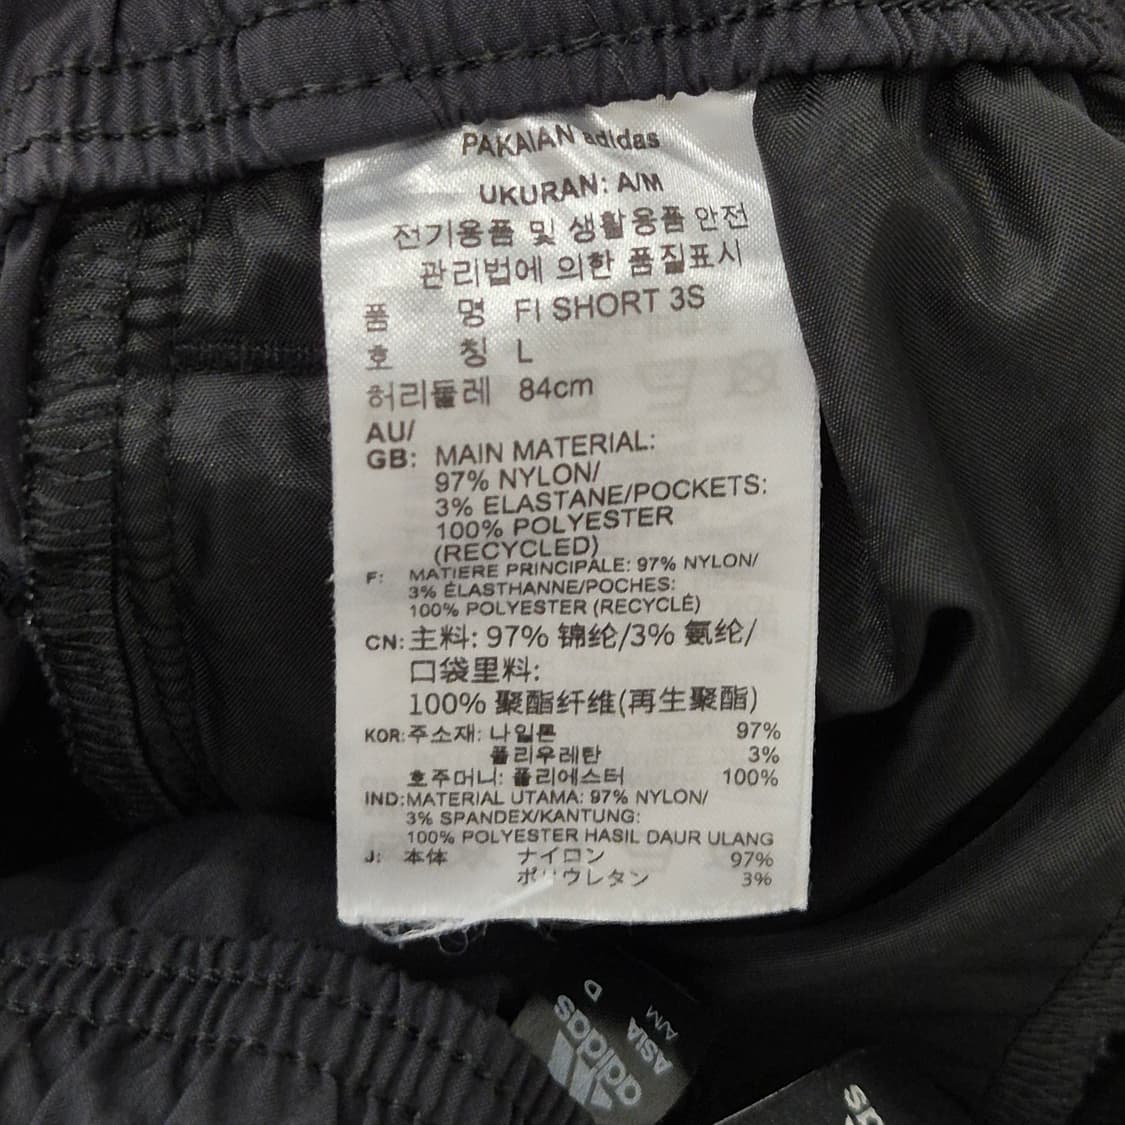 PAKAIAN adidas
UKURAN: A/M
전기용품 및 생활용품 안전
관리법에 의한 품질표시
품 명 FI SHORT 3S
호 칭 L
허리둘레 84cm
AU/
GB: MAIN MATERIAL:
97% NYLON/
3% ELASTANE/POCKETS:
100% POLYESTER
(RECYCLED)
F: MATIERE PRINCIPALE: 97% NYLON/
3% ÉLASTHANNE/POCHES:
100% POLYESTER (RECYCLÉ)
CN: 主料: 97% 锦纶/3% 氨纶/
口袋里料:
100% 聚酯纤维(再生聚酯)
KOR: 주소재: 나일론 97%
폴리우레탄 3%
호주머니: 폴리에스터 100%
IND: MATERIAL UTAMA: 97% NYLON/
3% SPANDEX/KANTUNG:
100% POLYESTER HASIL DAUR ULANG
J: 本体 ナイロン 97%
ポリウレタン 3%
adidas
ASIA
A/M
D